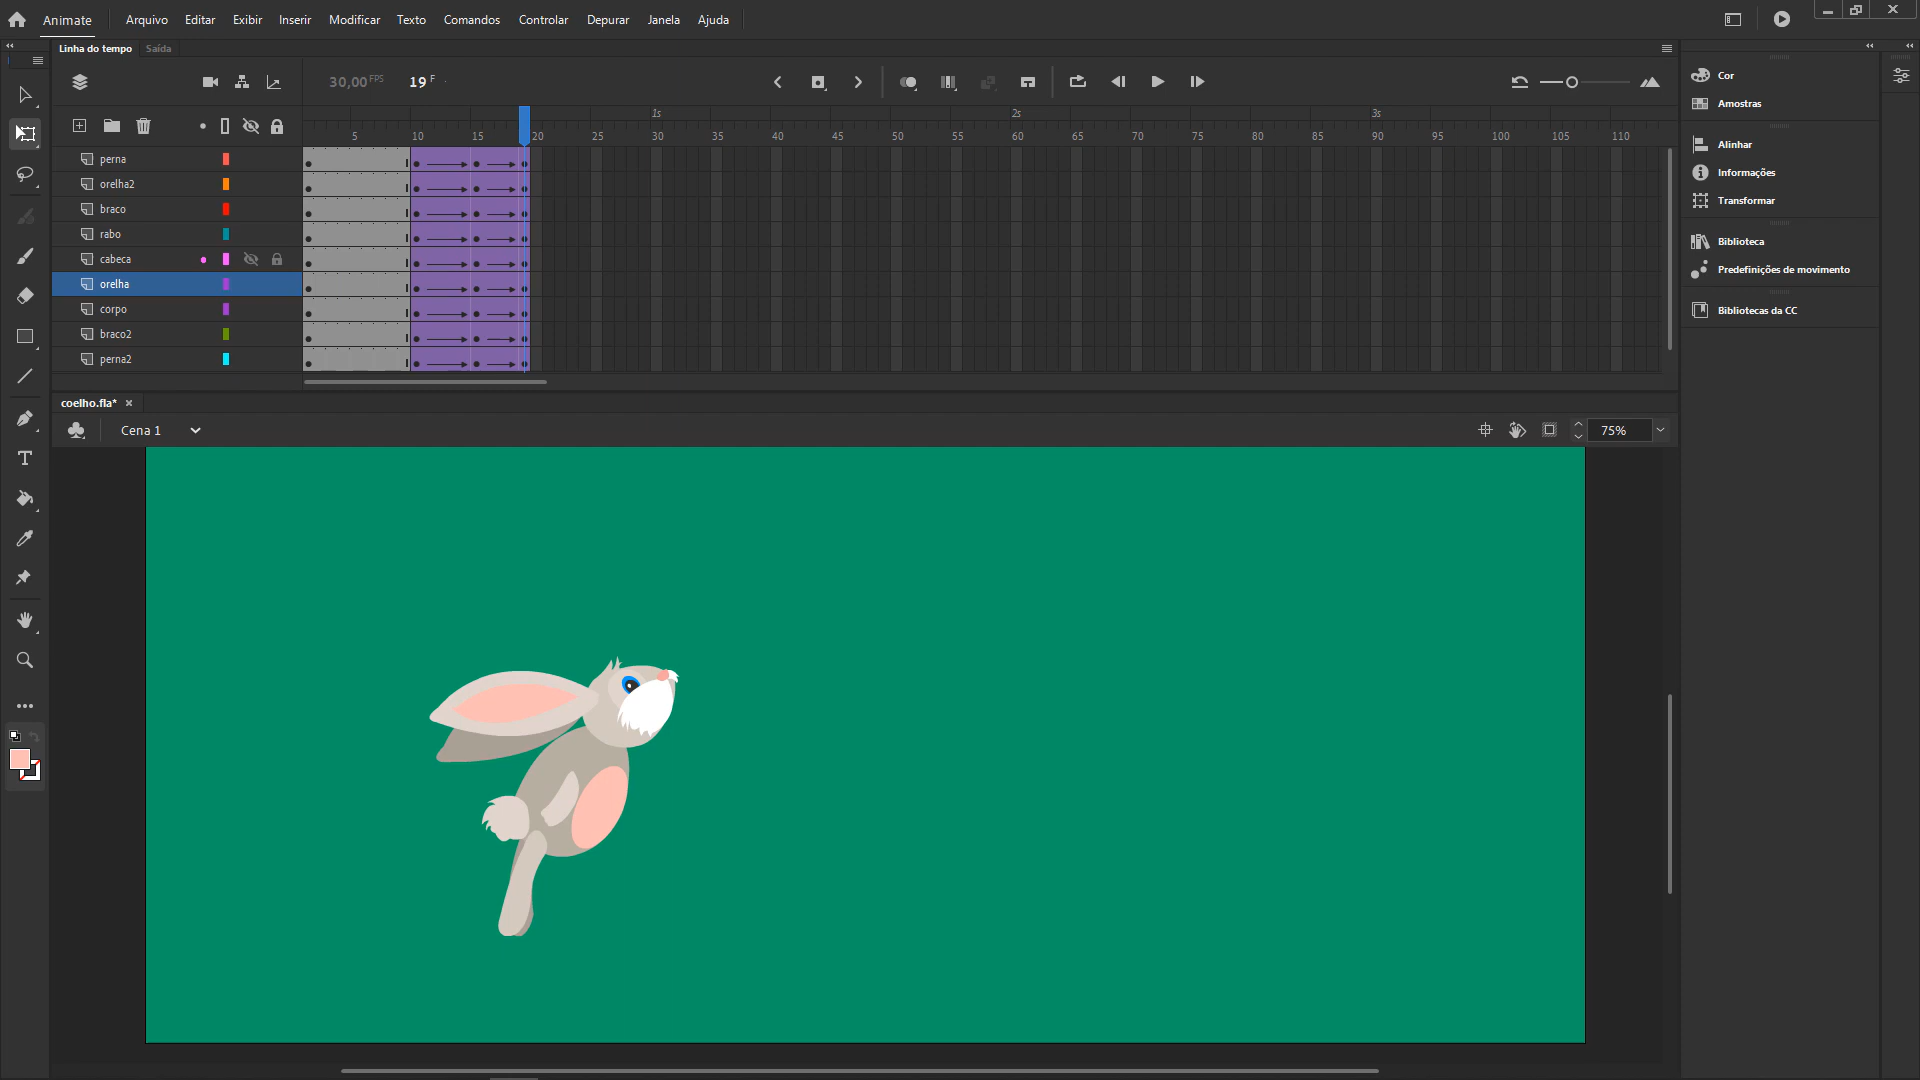 Animate Arquivo Editar Exibir Inserir Modificar Texto Comandos Controlar Depurar Janela Ajuda
Linha do tempo Saída
30,00 FPS 19 F
1s 2s 3s
5 10 15 20 25 30 35 40 45 50 55 60 65 70 75 80 85 90 95 100 105 110
perna
orelha2
braco
rabo
cabeca
orelha
corpo
braco2
perna2
coelho.fla*
Cena 1
75%
Cor
Amostras
Alinhar
Informações
Transformar
Biblioteca
Predefinições de movimento
Bibliotecas da CC